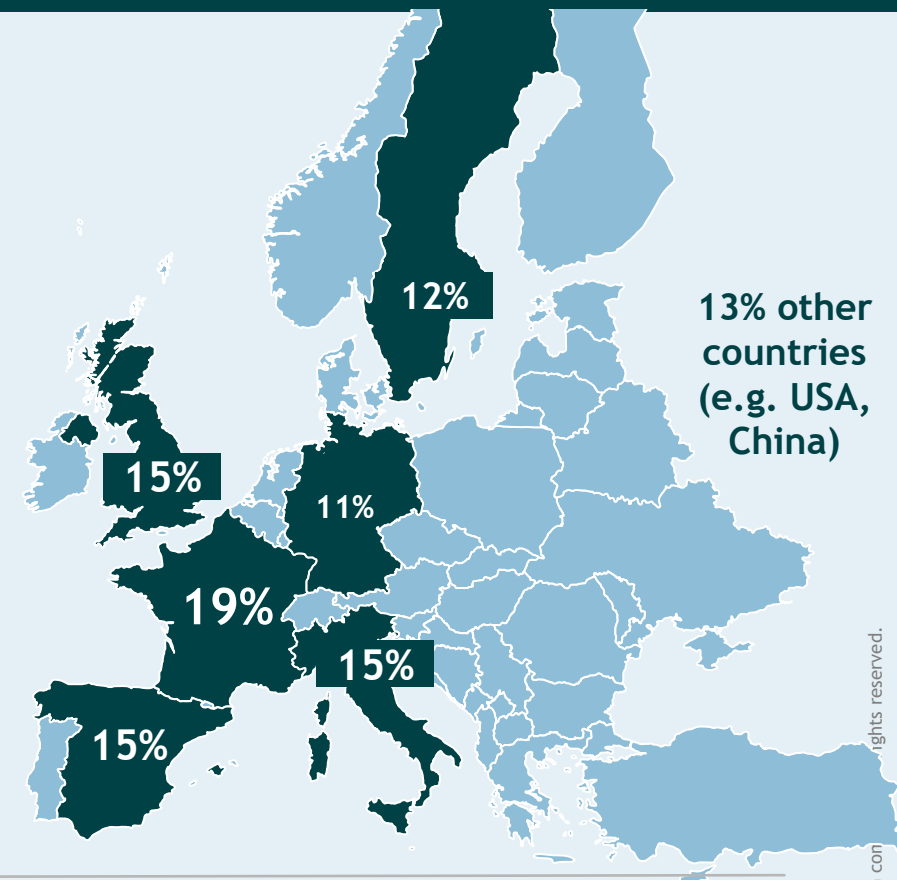 12%
13% other
countries
(e.g. USA,
China)
15%
11%
19%
15%
15%
ights reserved.